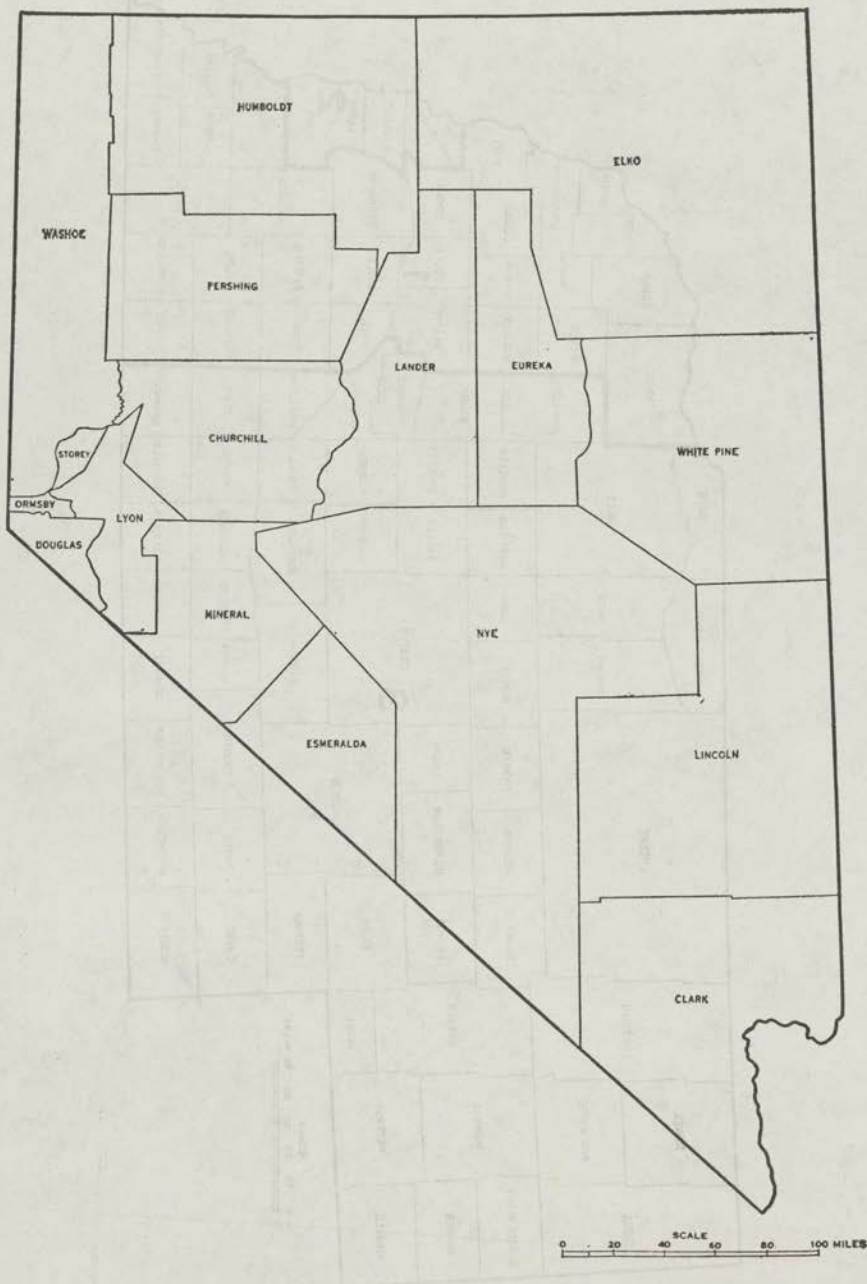 HUMBOLDT
ELKO
WASHOE
PERSHING
LANDER
EUREKA
CHURCHILL
STOREY
WHITE PINE
ORMSBY
LYON
DOUGLAS
MINERAL
NYE
ESMERALDA
LINCOLN
CLARK
SCALE
0 20 40 60 80 100 MILES